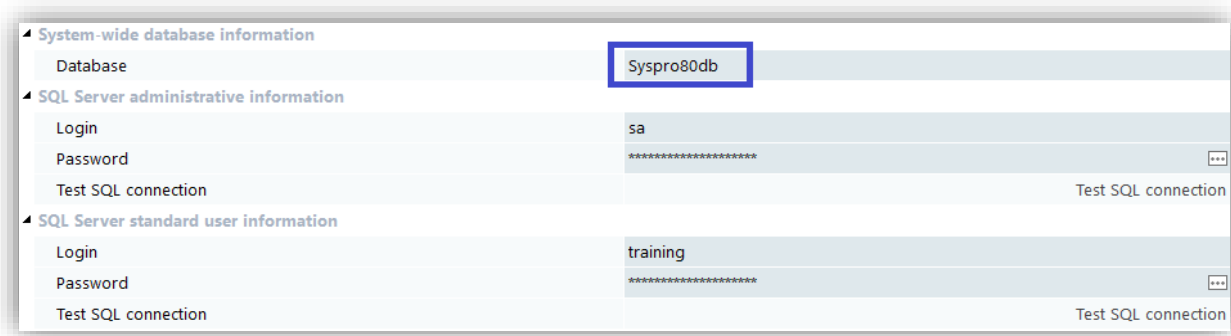 System-wide database information
Database Syspro80db
SQL Server administrative information
Login sa
Password ********************
Test SQL connection Test SQL connection
SQL Server standard user information
Login training
Password ********************
Test SQL connection Test SQL connection